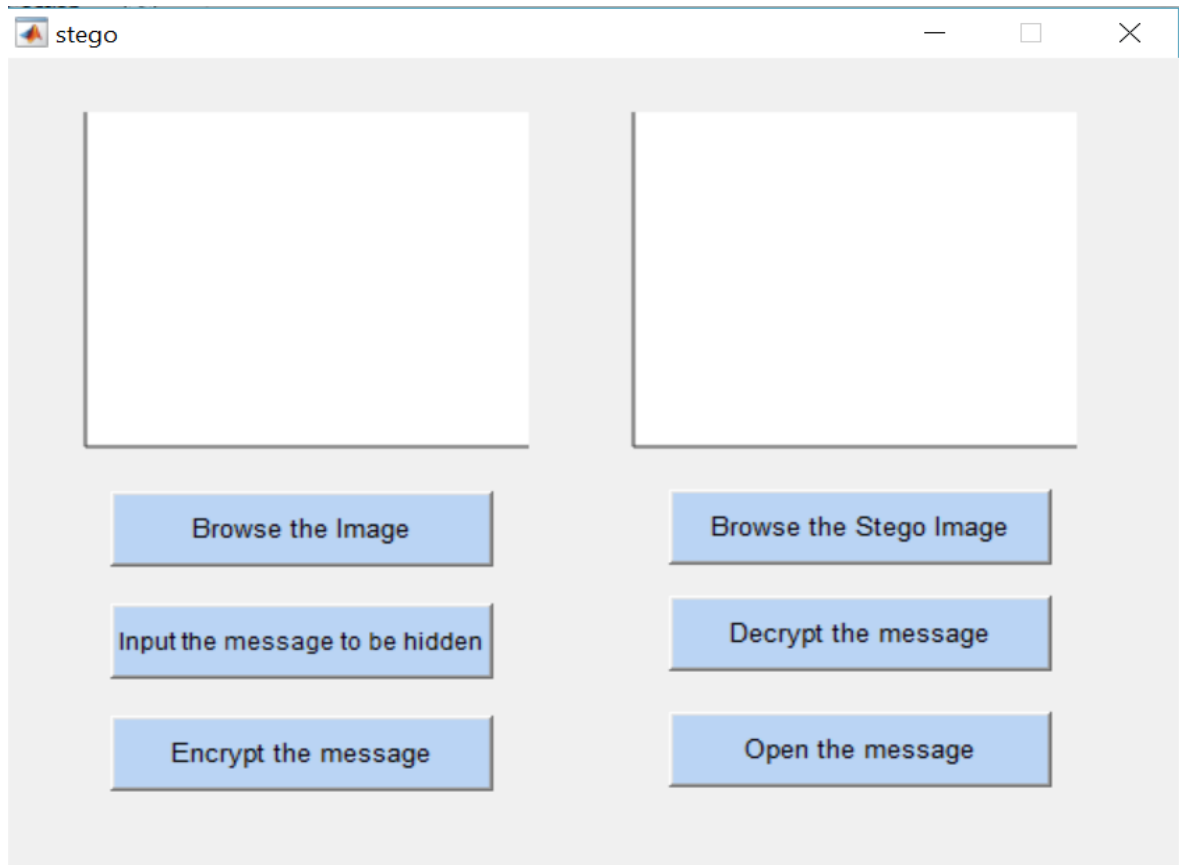 stego
Browse the Image
Input the message to be hidden
Encrypt the message
Browse the Stego Image
Decrypt the message
Open the message